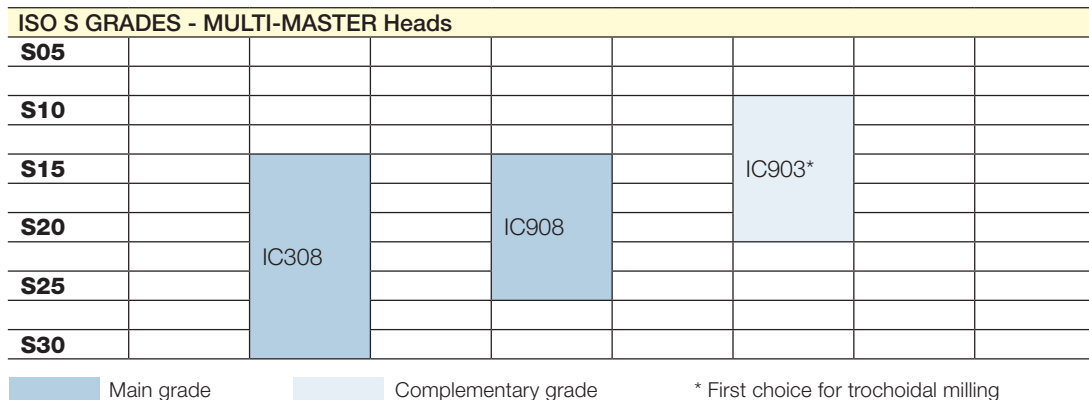 ISO S GRADES - MULTI-MASTER Heads
S05
S10
S15 IC903*
S20 IC908
IC308
S25
S30
Main grade Complementary grade * First choice for trochoidal milling